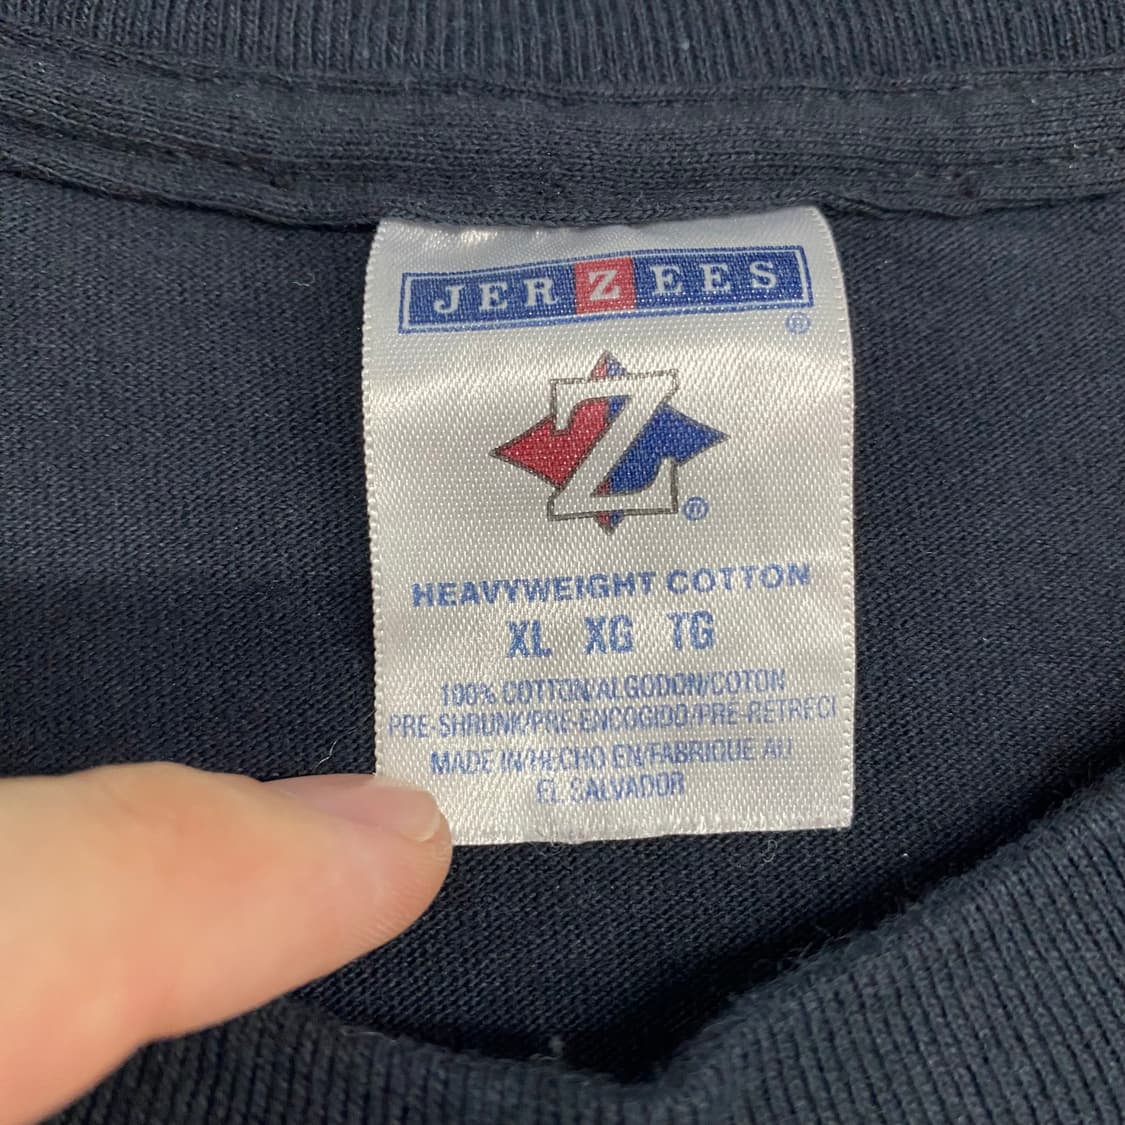 JERZEES
®
Z
®
HEAVYWEIGHT COTTON
XL XG TG
100% COTTON/ALGODON/COTON
PRE-SHRUNK/PRE-ENCOGIDO/PRE-RETRECI
MADE IN/HECHO EN/FABRIQUE AU
EL SALVADOR